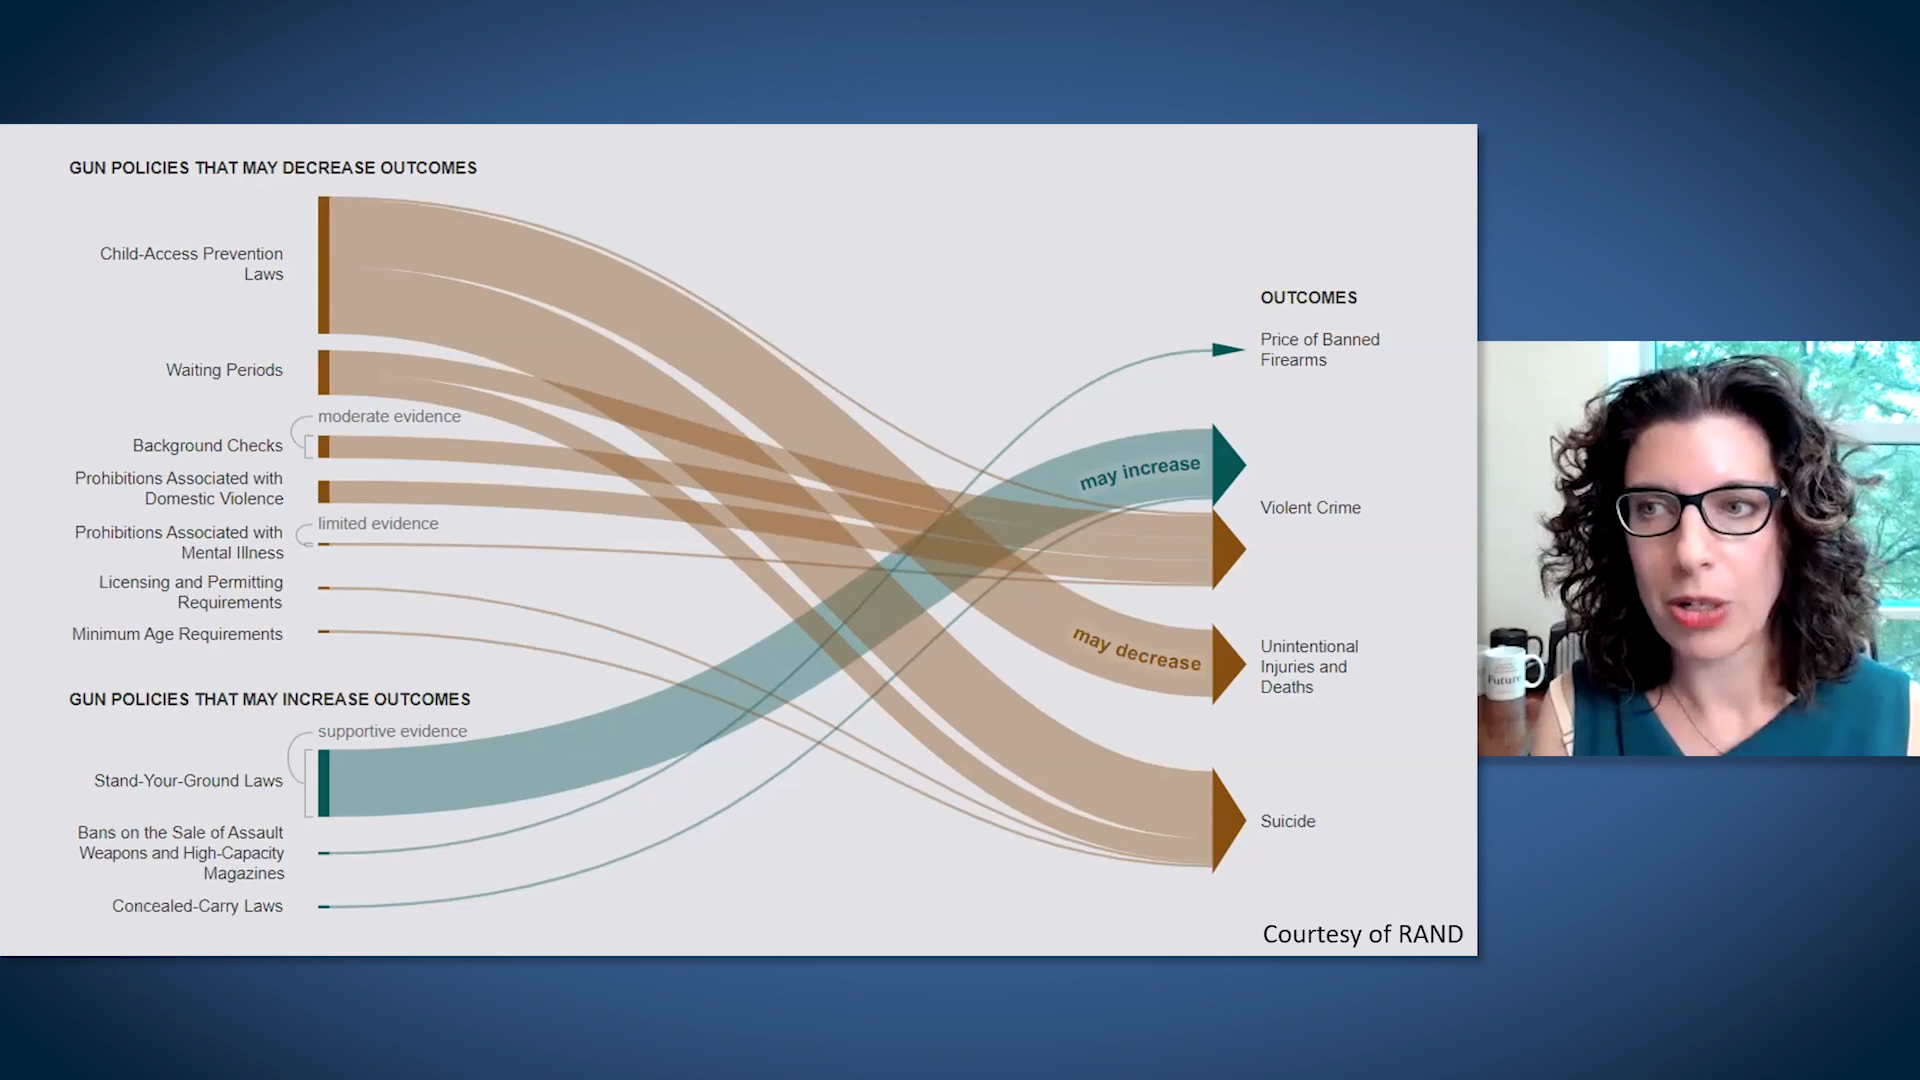 GUN POLICIES THAT MAY DECREASE OUTCOMES
Child-Access Prevention
Laws
Waiting Periods
moderate evidence
Background Checks
Prohibitions Associated with
Domestic Violence
limited evidence
Prohibitions Associated with
Mental Illness
Licensing and Permitting
Requirements
Minimum Age Requirements
GUN POLICIES THAT MAY INCREASE OUTCOMES
supportive evidence
Stand-Your-Ground Laws
Bans on the Sale of Assault
Weapons and High-Capacity
Magazines
Concealed-Carry Laws
may increase
may decrease
OUTCOMES
Price of Banned
Firearms
Violent Crime
Unintentional
Injuries and
Deaths
Suicide
Courtesy of RAND
Future